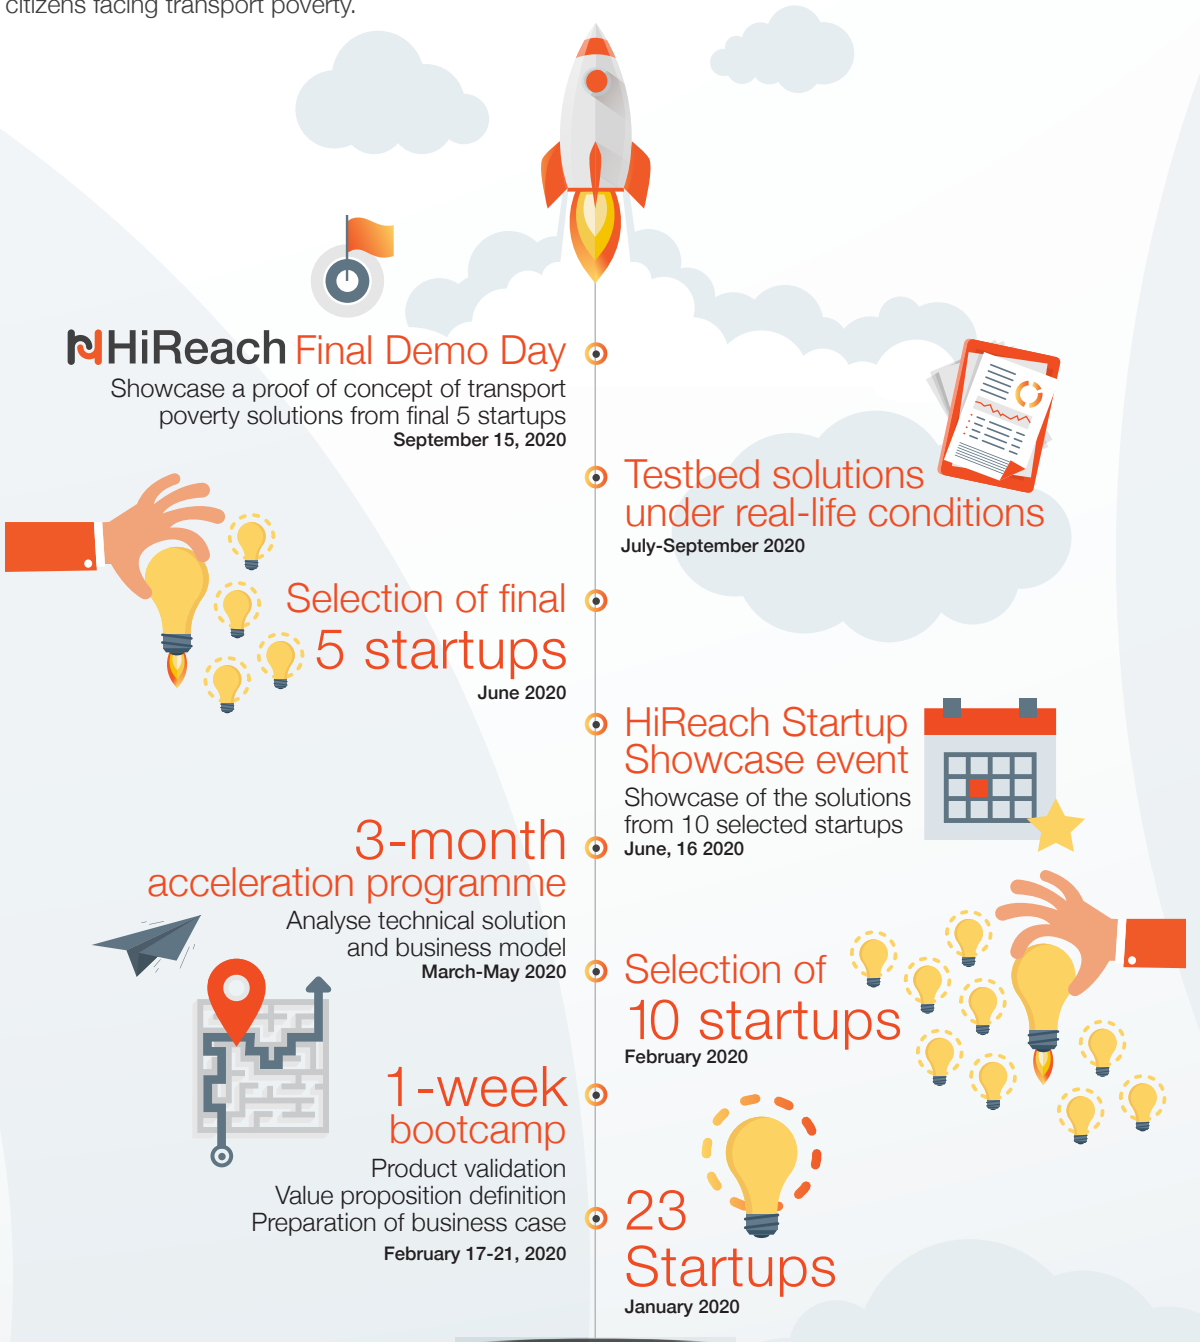 citizens facing transport poverty.
HiReach Final Demo Day
Showcase a proof of concept of transport
poverty solutions from final 5 startups
September 15, 2020
Testbed solutions
under real-life conditions
July-September 2020
Selection of final
5 startups
June 2020
HiReach Startup
Showcase event
Showcase of the solutions
from 10 selected startups
June, 16 2020
3-month
acceleration programme
Analyse technical solution
and business model
March-May 2020
Selection of
10 startups
February 2020
1-week
bootcamp
Product validation
Value proposition definition
Preparation of business case
February 17-21, 2020
23
Startups
January 2020